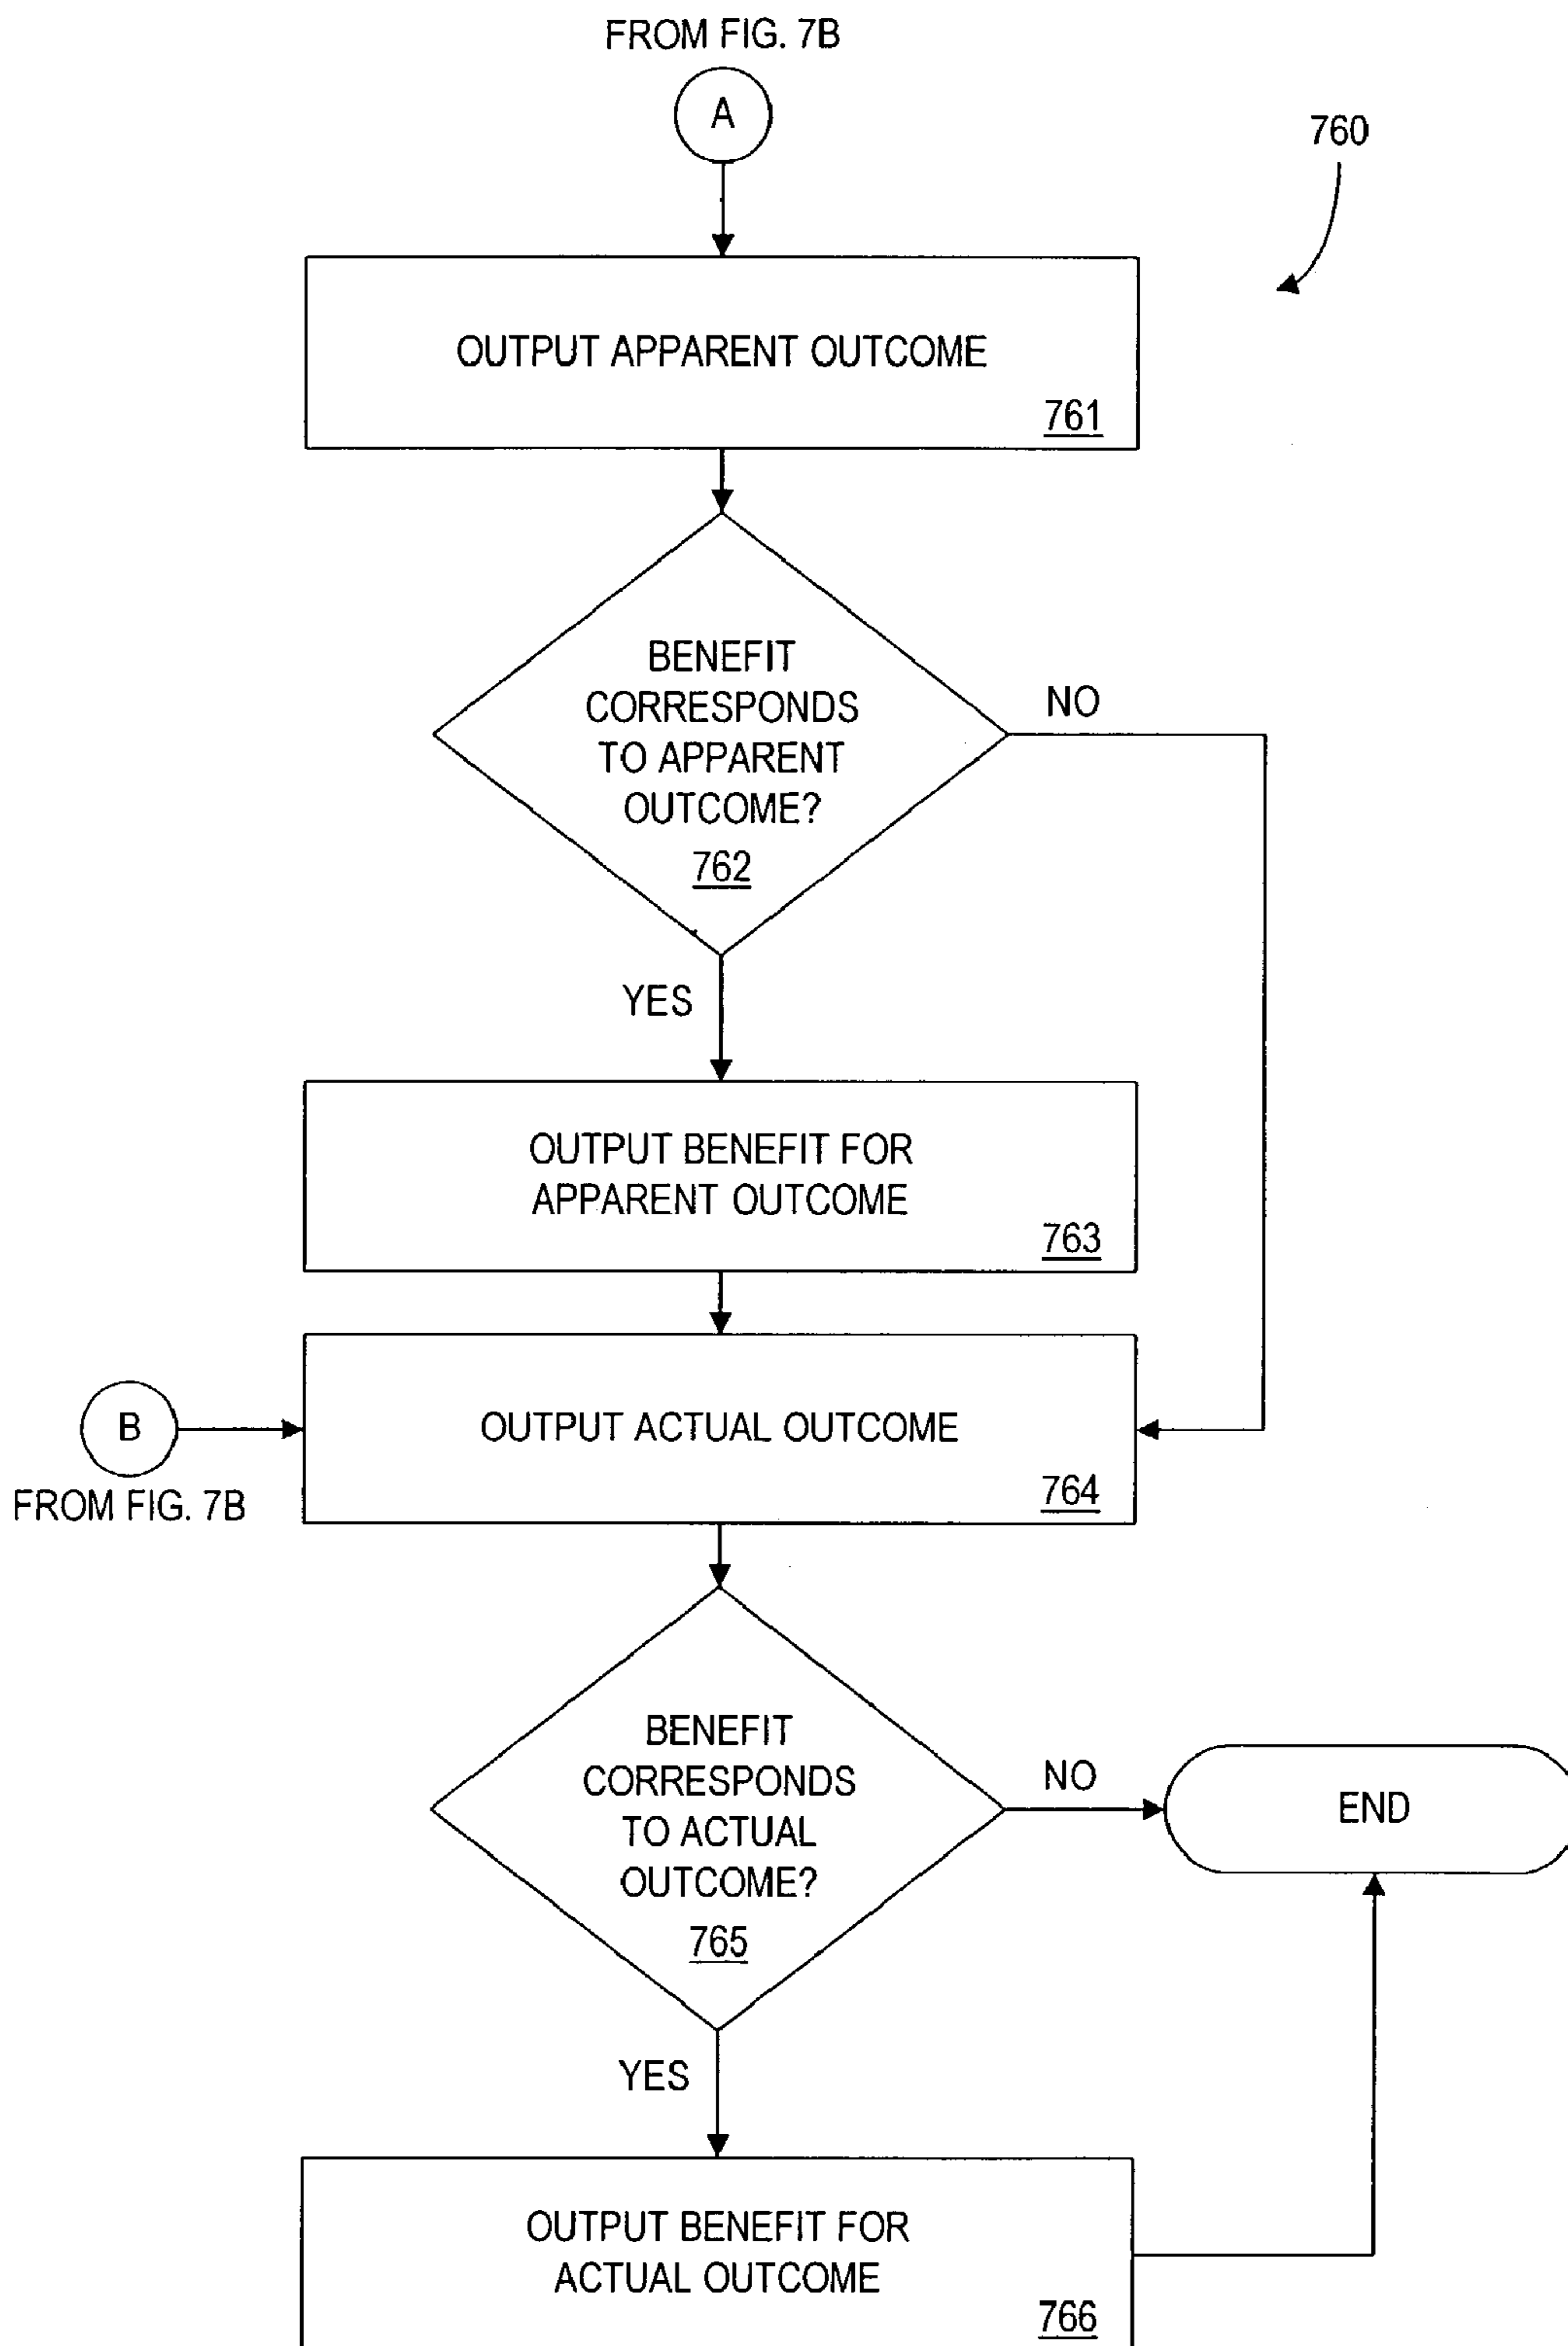 FROM FIG. 7B
A
760
OUTPUT APPARENT OUTCOME
761
BENEFIT
CORRESPONDS
TO APPARENT
OUTCOME?
762
NO
YES
OUTPUT BENEFIT FOR
APPARENT OUTCOME
763
B
FROM FIG. 7B
OUTPUT ACTUAL OUTCOME
764
BENEFIT
CORRESPONDS
TO ACTUAL
OUTCOME?
765
NO
END
YES
OUTPUT BENEFIT FOR
ACTUAL OUTCOME
766